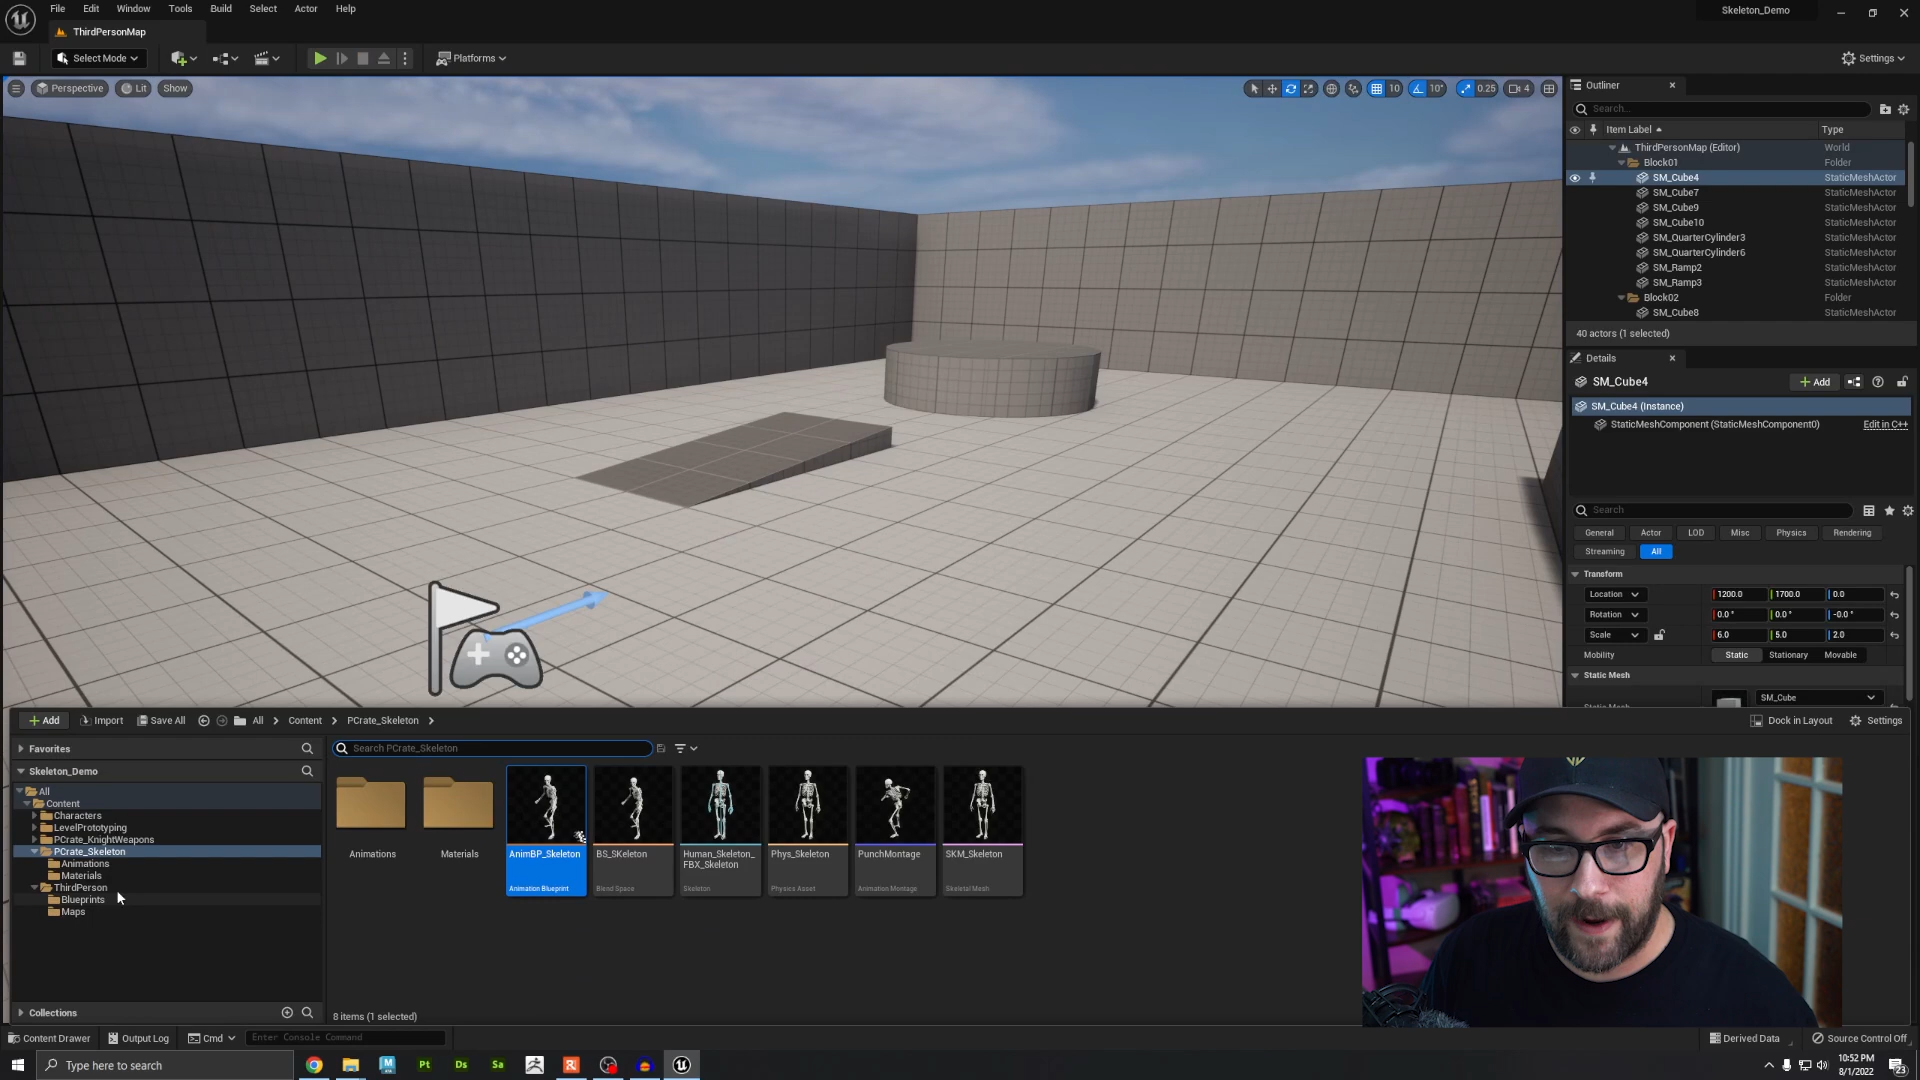 File Edit Window Tools Build Select Actor Help
Skeleton_Demo
ThirdPersonMap
Select Mode
Platforms
Settings
Perspective Lit Show
10 10° 0.25 4
Outliner
Search...
Item Label Type
ThirdPersonMap (Editor) World
Block01 Folder
SM_Cube4 StaticMeshActor
SM_Cube7 StaticMeshActor
SM_Cube9 StaticMeshActor
SM_Cube10 StaticMeshActor
SM_QuarterCylinder3 StaticMeshActor
SM_QuarterCylinder6 StaticMeshActor
SM_Ramp2 StaticMeshActor
SM_Ramp3 StaticMeshActor
Block02 Folder
SM_Cube8 StaticMeshActor
40 actors (1 selected)
Details
SM_Cube4
Add
SM_Cube4 (Instance)
StaticMeshComponent (StaticMeshComponent0) Edit in C++
Search
General Actor LOD Misc Physics Rendering
Streaming All
Transform
Location 1200.0 1700.0 0.0
Rotation 0.0° 0.0° -0.0°
Scale 6.0 5.0 2.0
Mobility Static Stationary Movable
Static Mesh
SM_Cube
Add Import Save All All Content PCrate_Skeleton
Dock in Layout Settings
Favorites
Search PCrate_Skeleton
Skeleton_Demo
All
Content
Characters
LevelPrototyping
PCrate_KnightWeapons
PCrate_Skeleton
Animations
Materials
ThirdPerson
Blueprints
Maps
Collections
Animations
Materials
AnimBP_Skeleton
Animation Blueprint
BS_SKeleton
Blend Space
Human_Skeleton_
FBX_Skeleton
Skeleton
Phys_Skeleton
Physics Asset
PunchMontage
Animation Montage
SKM_Skeleton
Skeletal Mesh
8 items (1 selected)
Content Drawer Output Log Cmd Enter Console Command
Derived Data Source Control Off
Type here to search
Pt Ds Sa
10:52 PM
8/1/2022
23